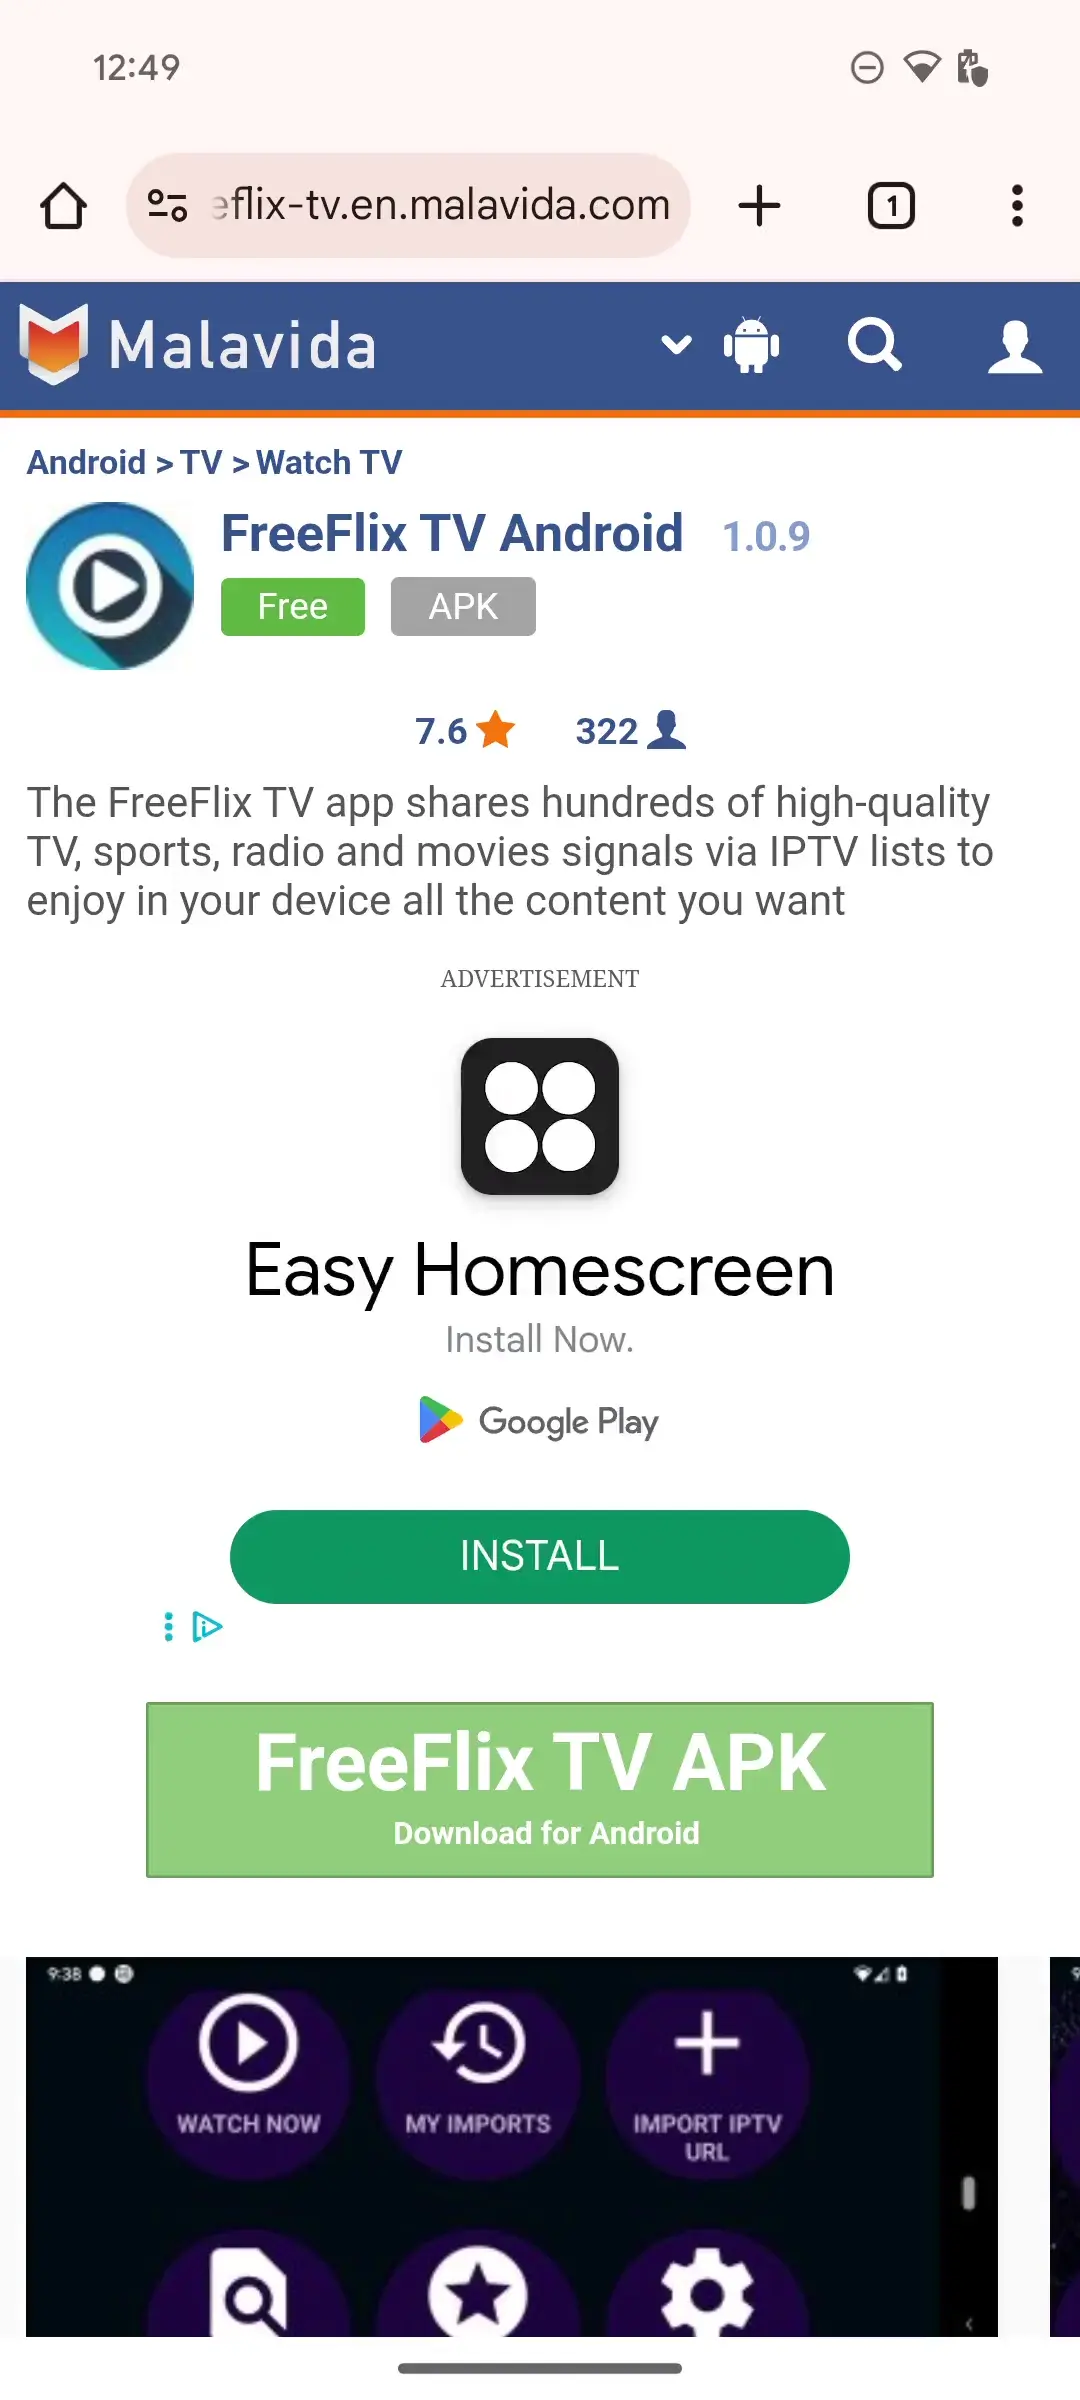 12:49
eflix-tv.en.malavida.com
1
Malavida
Android > TV > Watch TV
FreeFlix TV Android 1.0.9
Free APK
7.6 322
The FreeFlix TV app shares hundreds of high-quality
TV, sports, radio and movies signals via IPTV lists to
enjoy in your device all the content you want
ADVERTISEMENT
Easy Homescreen
Install Now.
Google Play
INSTALL
FreeFlix TV APK
Download for Android
9:38
WATCH NOW MY IMPORTS IMPORT IPTV
URL